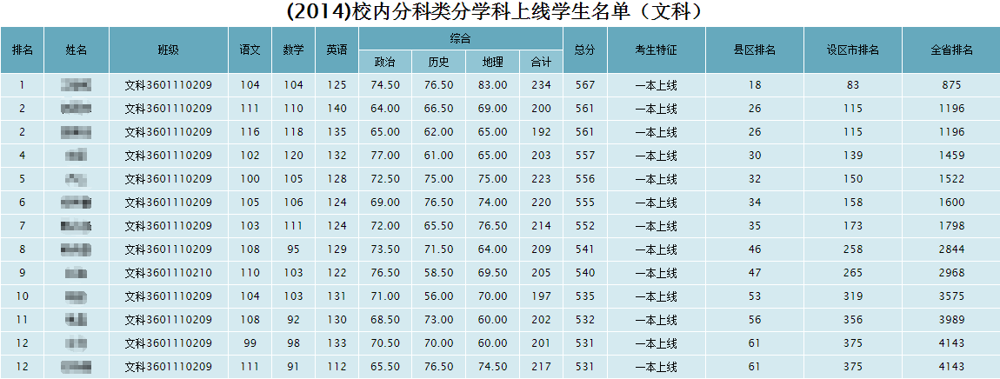 (2014)校内分科类分学科上线学生名单（文科）
排名 姓名 班级 语文 数学 英语 综合 总分 考生特征 县区排名 设区市排名 全省排名
政治 历史 地理 合计
1 文科3601110209 104 104 125 74.50 76.50 83.00 234 567 一本上线 18 83 875
2 文科3601110209 111 110 140 64.00 66.50 69.00 200 561 一本上线 26 115 1196
2 文科3601110209 116 118 135 65.00 62.00 65.00 192 561 一本上线 26 115 1196
4 文科3601110209 102 120 132 77.00 61.00 65.00 203 557 一本上线 30 139 1459
5 文科3601110209 100 105 128 72.50 75.00 75.00 223 556 一本上线 32 150 1522
6 文科3601110209 105 106 124 69.00 76.50 74.00 220 555 一本上线 34 158 1600
7 文科3601110209 103 111 124 72.00 65.50 76.50 214 552 一本上线 35 173 1798
8 文科3601110209 108 95 129 73.50 71.50 64.00 209 541 一本上线 46 258 2844
9 文科3601110210 110 103 122 76.50 58.50 69.50 205 540 一本上线 47 265 2968
10 文科3601110209 104 103 131 71.00 56.00 70.00 197 535 一本上线 53 319 3575
11 文科3601110209 108 92 130 68.50 73.00 60.00 202 532 一本上线 56 356 3989
12 文科3601110209 99 98 133 70.50 70.00 60.00 201 531 一本上线 61 375 4143
12 文科3601110209 111 91 112 65.50 76.50 74.50 217 531 一本上线 61 375 4143